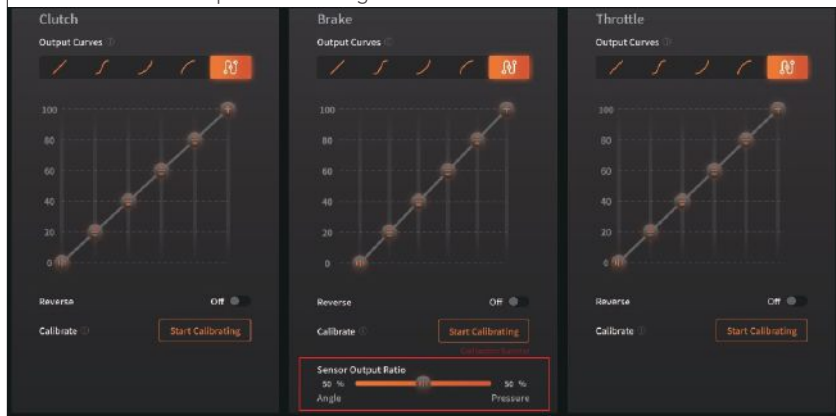 Clutch
Output Curves
100
80
60
40
20
0
Reverse Off
Calibrate Start Calibrating
Brake
Output Curves
100
80
60
40
20
0
Reverse Off
Calibrate Start Calibrating
Sensor Output Ratio
50 % 50 %
Angle Pressure
Throttle
Output Curves
100
80
60
40
20
0
Reverse Off
Calibrate Start Calibrating